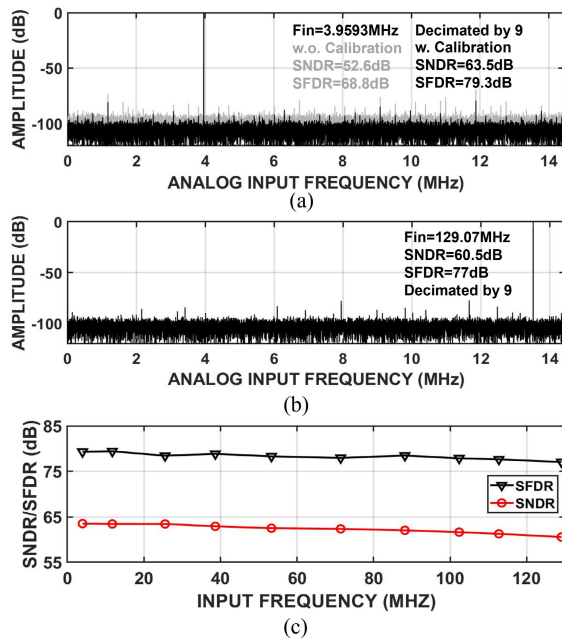 0
-50
-100
AMPLITUDE (dB)
Fin=3.9593MHz
w.o. Calibration
SNDR=52.6dB
SFDR=68.8dB
Decimated by 9
w. Calibration
SNDR=63.5dB
SFDR=79.3dB
0 2 4 6 8 10 12 14
ANALOG INPUT FREQUENCY (MHz)
(a)
0
-50
-100
AMPLITUDE (dB)
Fin=129.07MHz
SNDR=60.5dB
SFDR=77dB
Decimated by 9
0 2 4 6 8 10 12 14
ANALOG INPUT FREQUENCY (MHz)
(b)
85
75
65
55
SNDR/SFDR (dB)
SFDR
SNDR
0 20 40 60 80 100 120
INPUT FREQUENCY (MHZ)
(c)